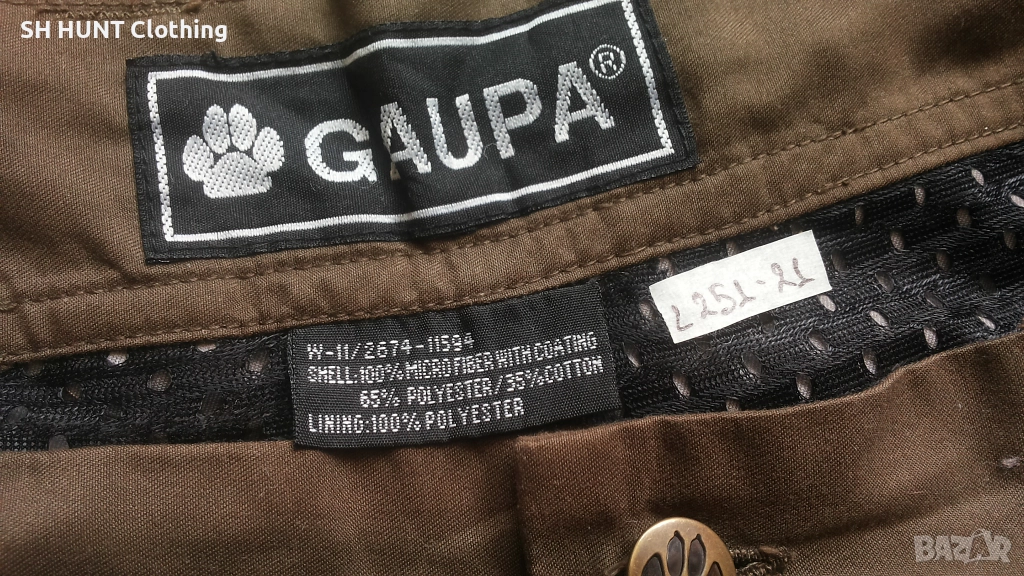 SH HUNT Clothing
GAUPA®
W-11/2674-11594
SHELL:100% MICRO FIBER WITH COATING
65% POLYESTER/35%COTTON
LINING:100% POLYESTER
L251-21
BAZAR